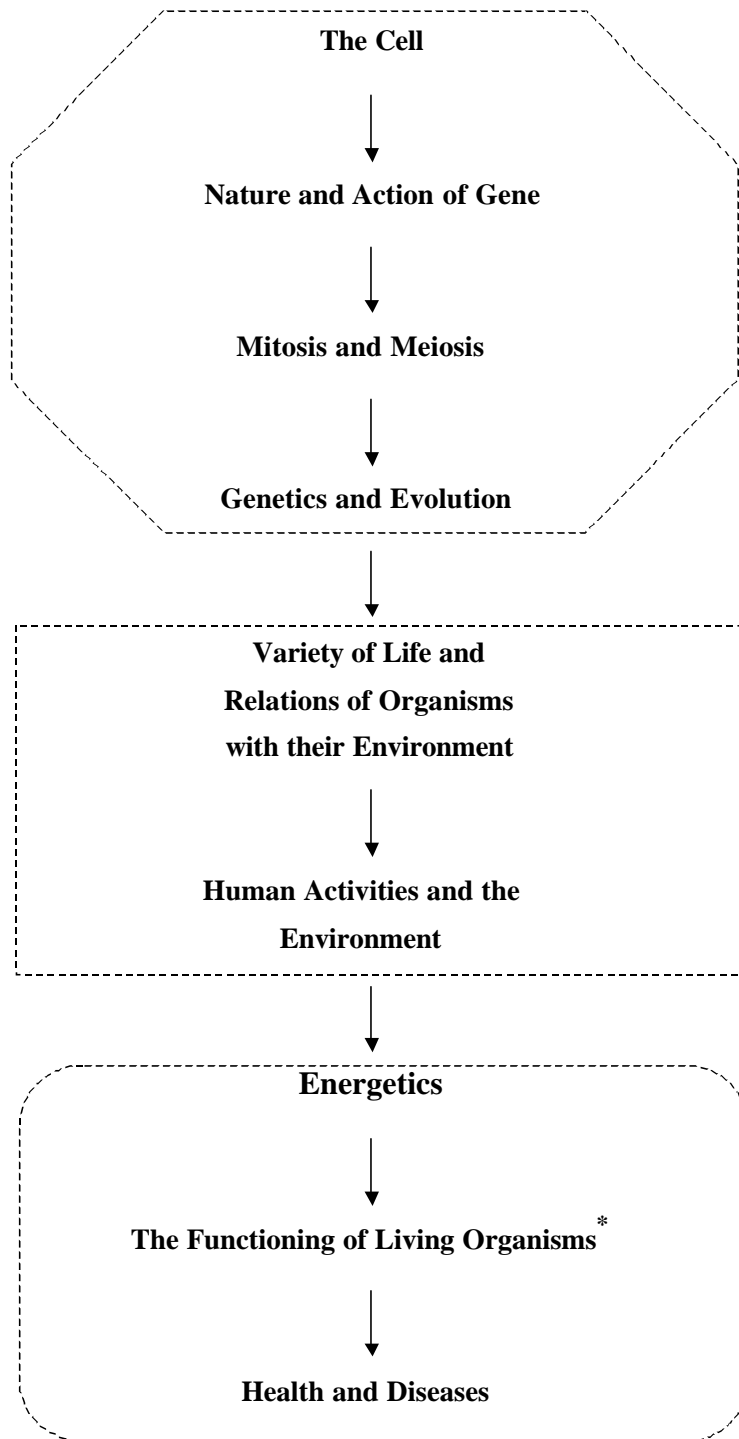 The Cell
Nature and Action of Gene
Mitosis and Meiosis
Genetics and Evolution
Variety of Life and
Relations of Organisms
with their Environment
Human Activities and the
Environment
Energetics
The Functioning of Living Organisms*
Health and Diseases